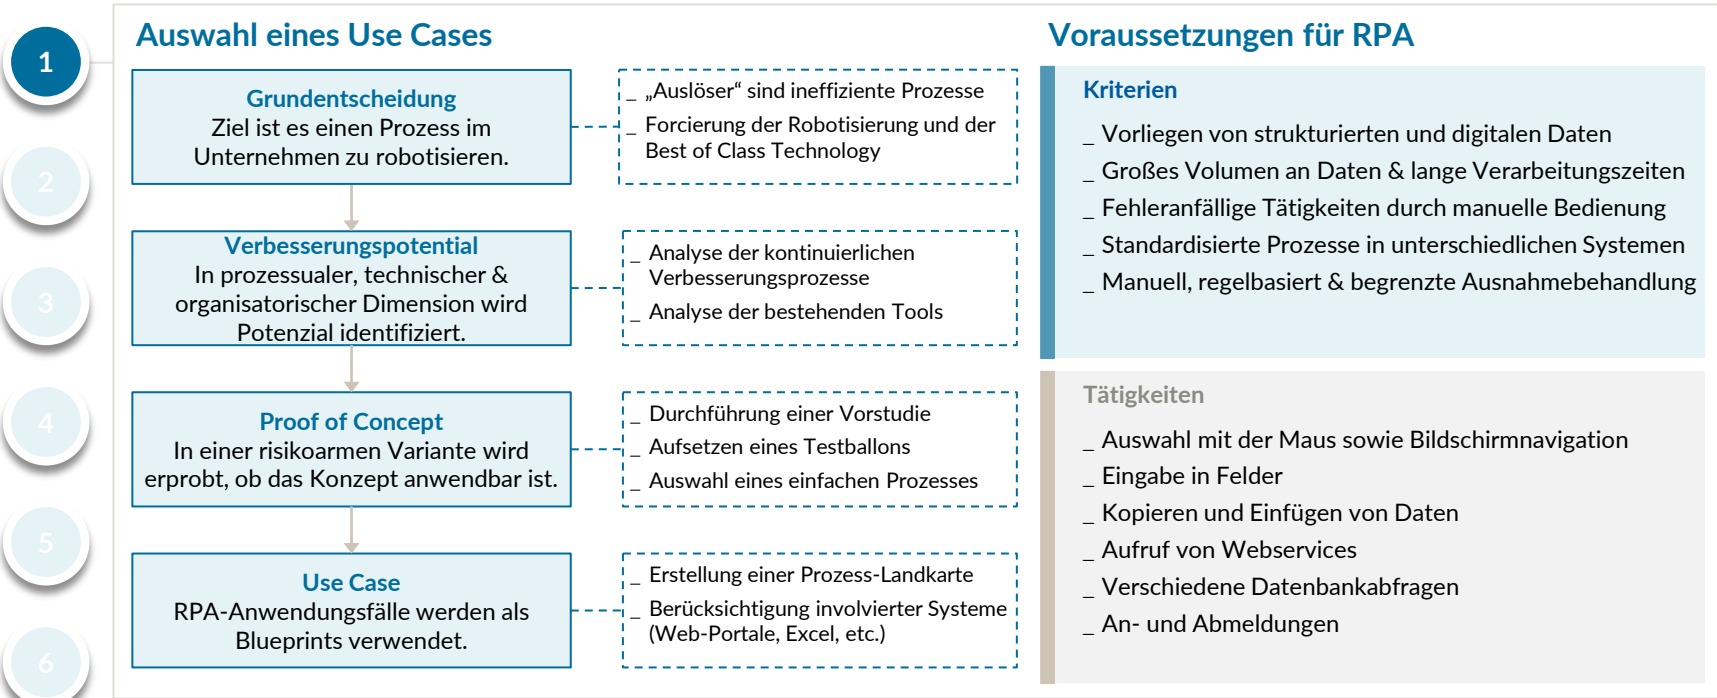 1
2
3
4
5
6
Auswahl eines Use Cases
Grundentscheidung
Ziel ist es einen Prozess im
Unternehmen zu robotisieren.
_ „Auslöser“ sind ineffiziente Prozesse
_ Forcierung der Robotisierung und der
Best of Class Technology
Verbesserungspotential
In prozessualer, technischer &
organisatorischer Dimension wird
Potenzial identifiziert.
_ Analyse der kontinuierlichen
Verbesserungsprozesse
_ Analyse der bestehenden Tools
Proof of Concept
In einer risikoarmen Variante wird
erprobt, ob das Konzept anwendbar ist.
_ Durchführung einer Vorstudie
_ Aufsetzen eines Testballons
_ Auswahl eines einfachen Prozesses
Use Case
RPA-Anwendungsfälle werden als
Blueprints verwendet.
_ Erstellung einer Prozess-Landkarte
_ Berücksichtigung involvierter Systeme
(Web-Portale, Excel, etc.)
Voraussetzungen für RPA
Kriterien
_ Vorliegen von strukturierten und digitalen Daten
_ Großes Volumen an Daten & lange Verarbeitungszeiten
_ Fehleranfällige Tätigkeiten durch manuelle Bedienung
_ Standardisierte Prozesse in unterschiedlichen Systemen
_ Manuell, regelbasiert & begrenzte Ausnahmebehandlung
Tätigkeiten
_ Auswahl mit der Maus sowie Bildschirmnavigation
_ Eingabe in Felder
_ Kopieren und Einfügen von Daten
_ Aufruf von Webservices
_ Verschiedene Datenbankabfragen
_ An- und Abmeldungen